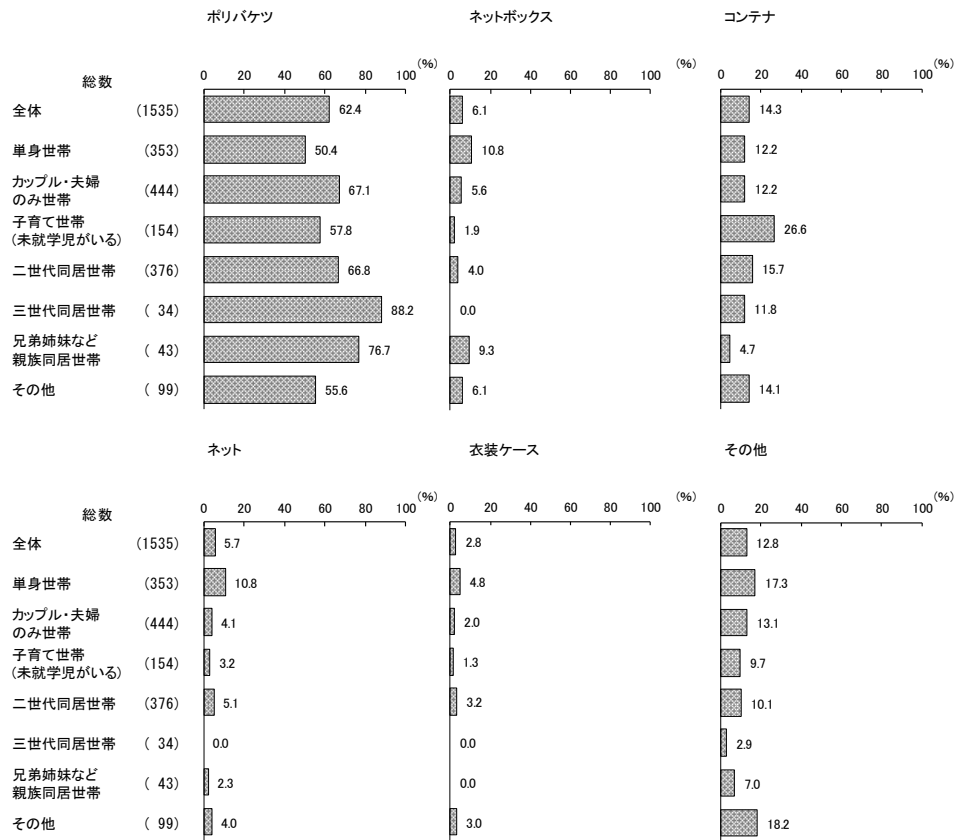 ポリバケツ ネットボックス コンテナ
(%) (%) (%)
総数 0 20 40 60 80 100 0 20 40 60 80 100 0 20 40 60 80 100
全体 (1535) 62.4 6.1 14.3
単身世帯 (353) 50.4 10.8 12.2
カップル・夫婦
のみ世帯 (444) 67.1 5.6 12.2
子育て世帯
(未就学児がいる) (154) 57.8 1.9 26.6
二世代同居世帯 (376) 66.8 4.0 15.7
三世代同居世帯 ( 34) 88.2 0.0 11.8
兄弟姉妹など
親族同居世帯 ( 43) 76.7 9.3 4.7
その他 ( 99) 55.6 6.1 14.1
ネット 衣装ケース その他
(%) (%) (%)
総数 0 20 40 60 80 100 0 20 40 60 80 100 0 20 40 60 80 100
全体 (1535) 5.7 2.8 12.8
単身世帯 (353) 10.8 4.8 17.3
カップル・夫婦
のみ世帯 (444) 4.1 2.0 13.1
子育て世帯
(未就学児がいる) (154) 3.2 1.3 9.7
二世代同居世帯 (376) 5.1 3.2 10.1
三世代同居世帯 ( 34) 0.0 0.0 2.9
兄弟姉妹など
親族同居世帯 ( 43) 2.3 0.0 7.0
その他 ( 99) 4.0 3.0 18.2